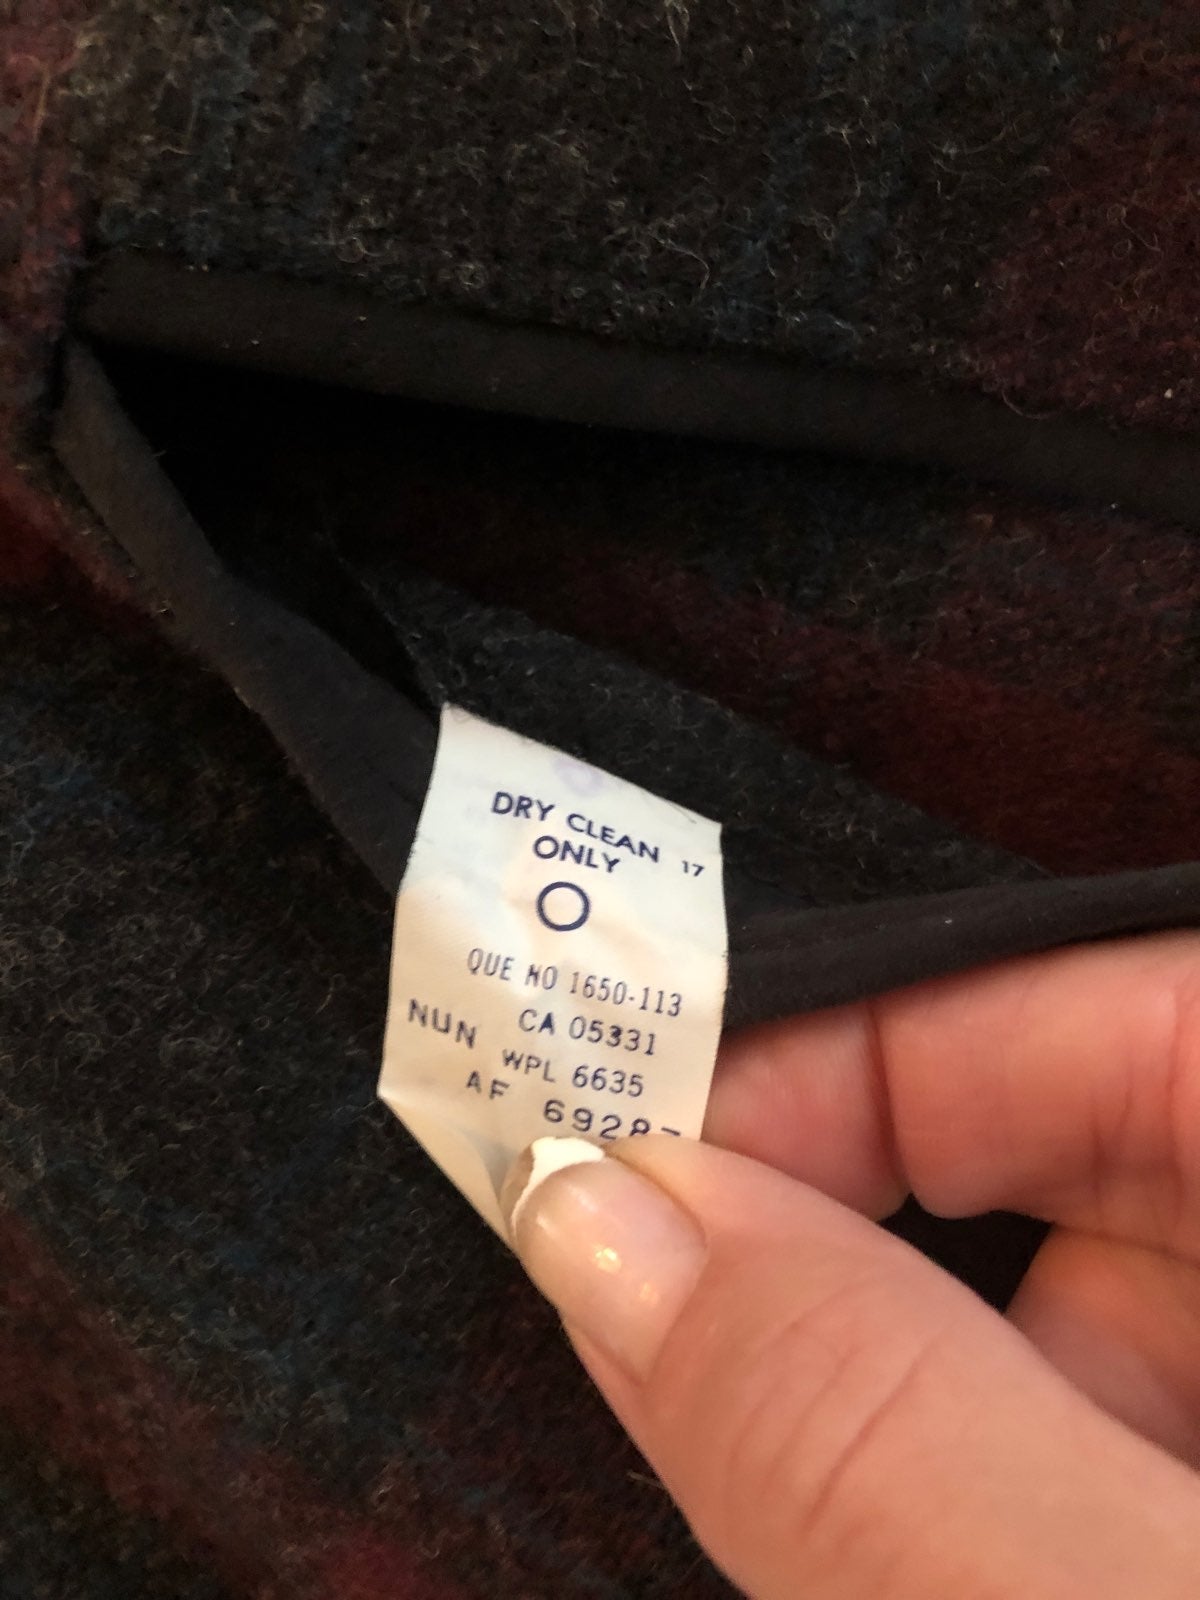 DRY CLEAN
ONLY 17
QUE NO 1650-113
CA 05331
NUN WPL 6635
AF 6928